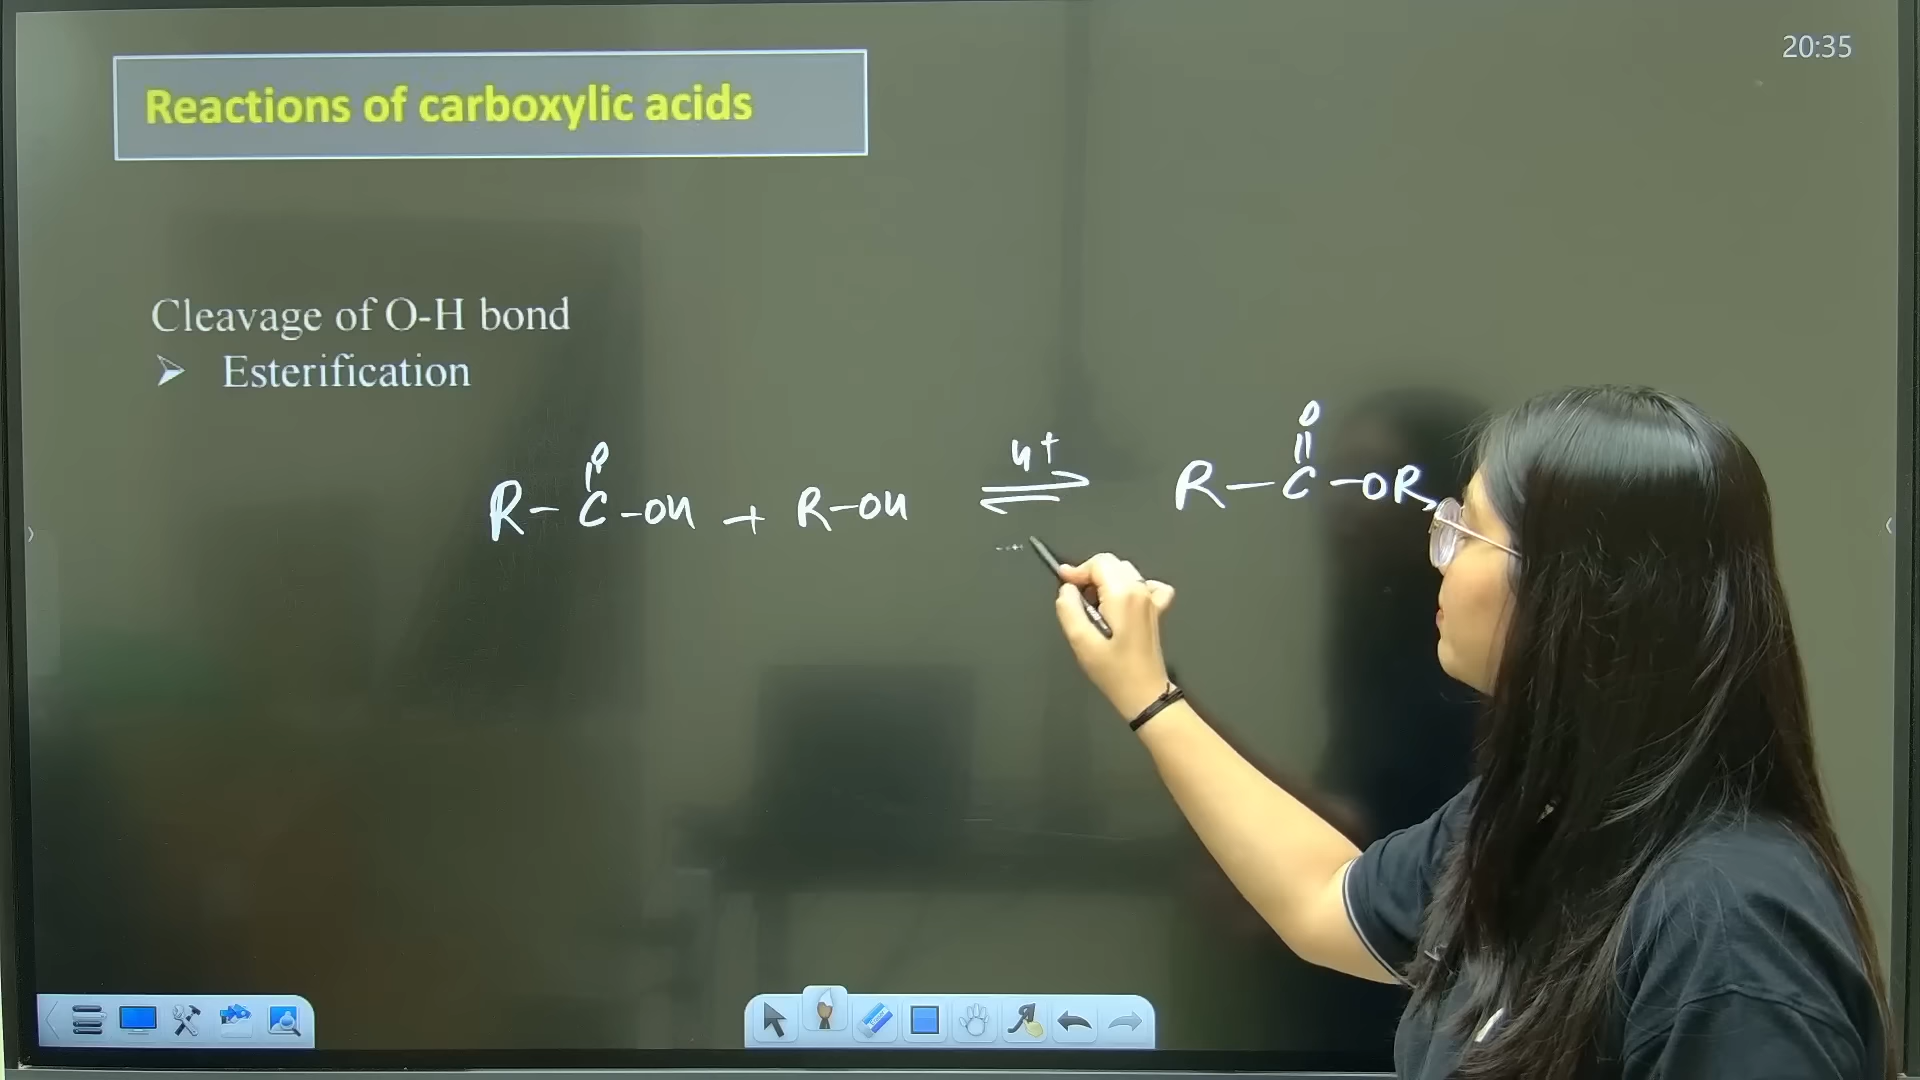 20:35
Reactions of carboxylic acids
Cleavage of O-H bond
➤ Esterification
O O
|| H+ ||
R-C-OH + R-OH ⇌ R-C-OR